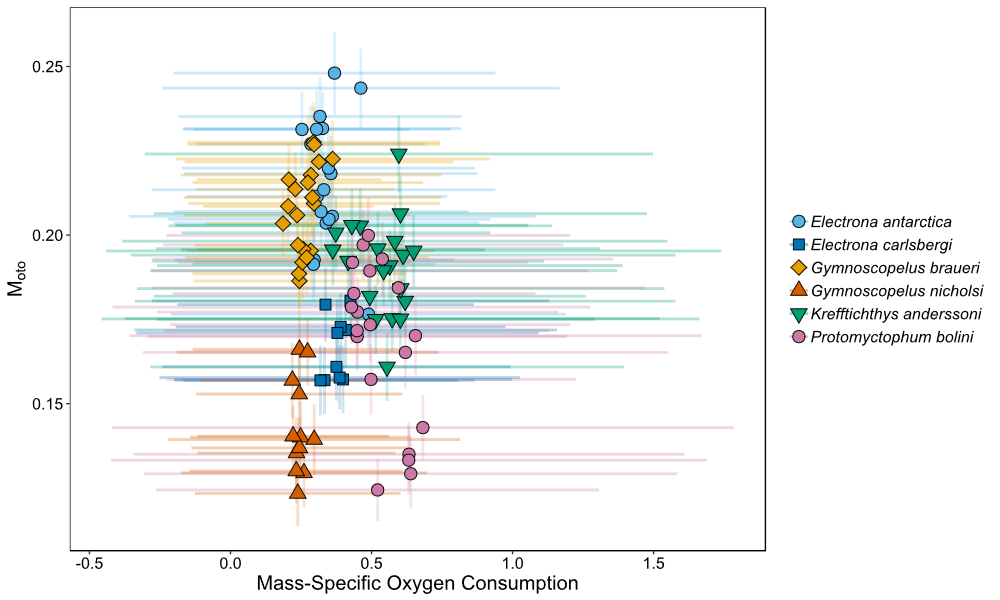 0.25
0.20
0.15
M oto
-0.5 0.0 0.5 1.0 1.5
Mass-Specific Oxygen Consumption
Electrona antarctica
Electrona carlsbergi
Gymnoscopelus braueri
Gymnoscopelus nicholsi
Krefftichthys anderssoni
Protomyctophum bolini